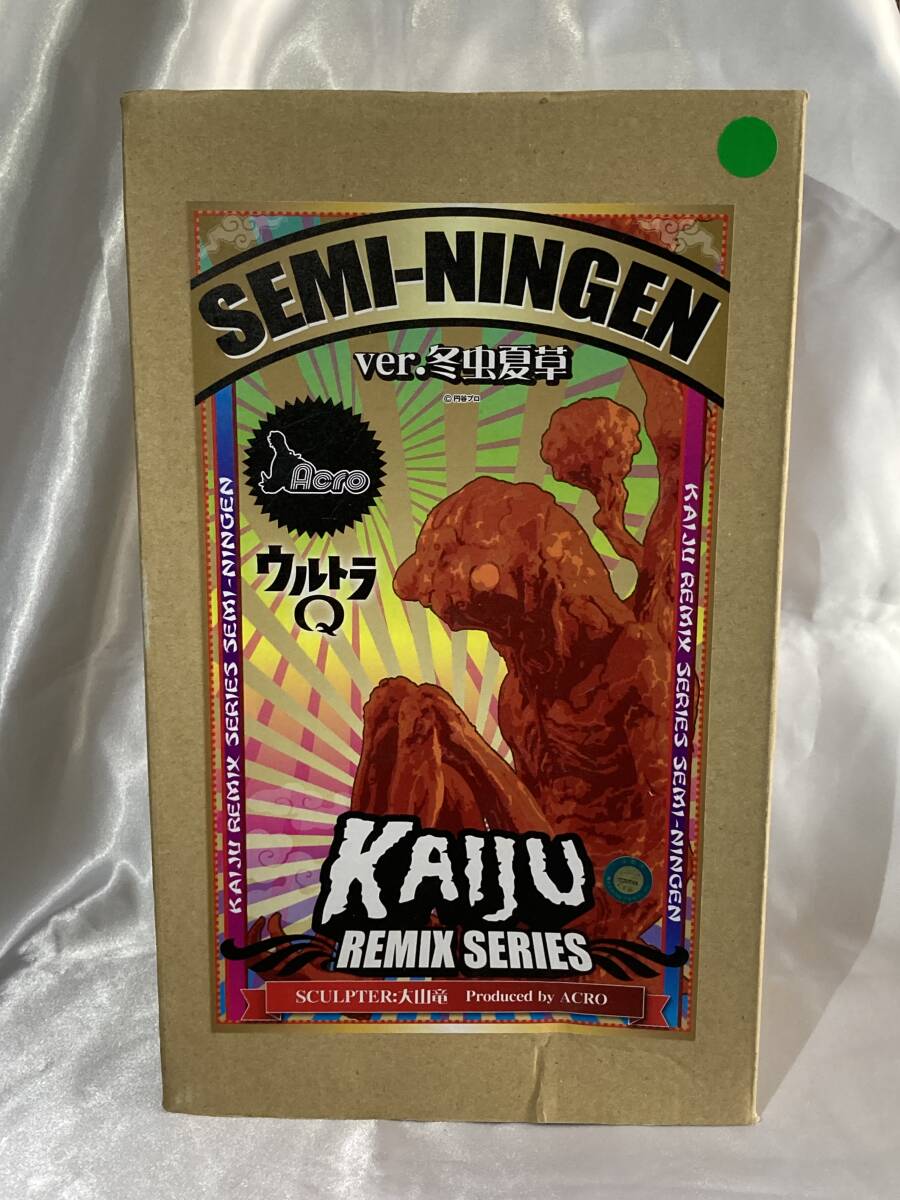 SEMI-NINGEN
ver.冬虫夏草
© 円谷プロ
Acro
ウルトラ
Q
KAIJU REMIX SERIES SEMI-NINGEN
KAIJU REMIX SERIES SEMI-NINGEN
KAIJU
REMIX SERIES
SCULPTER:大山竜 Produced by ACRO